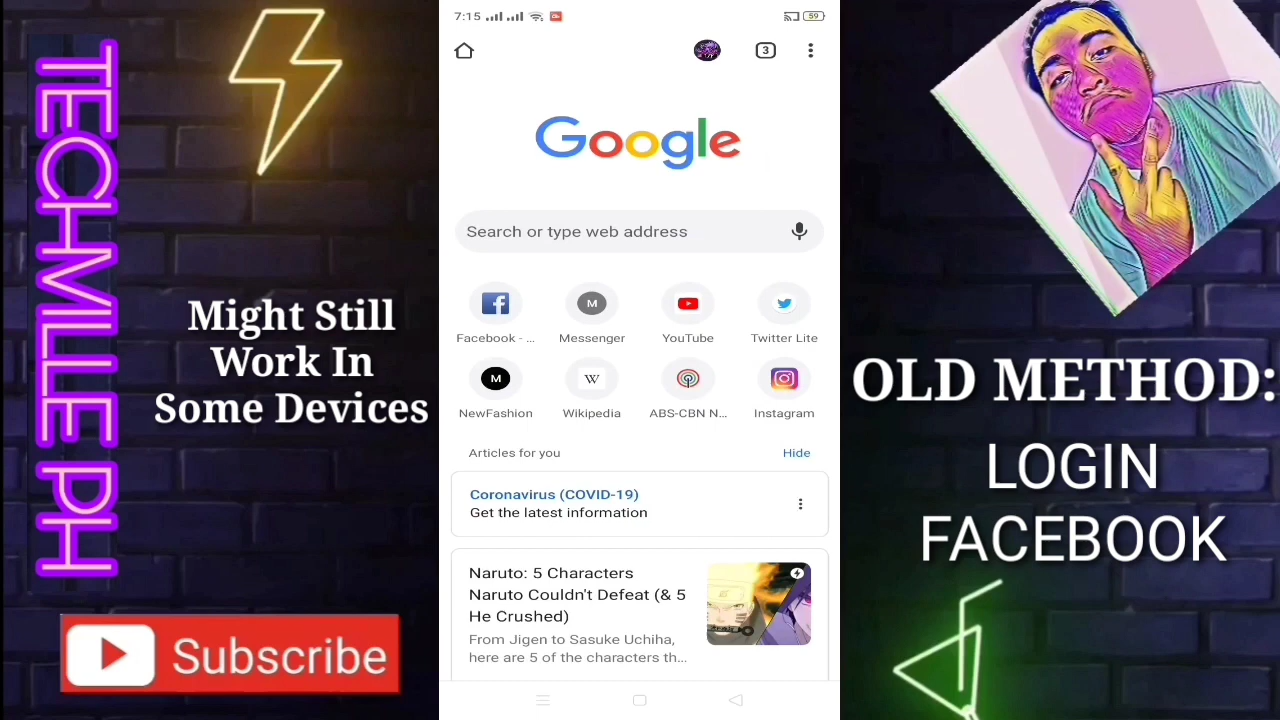 TECHVILLE PH
Might Still
Work In
Some Devices
Subscribe
7:15
59
3
Google
Search or type web address
Facebook - ...
M
Messenger
YouTube
Twitter Lite
M
NewFashion
W
Wikipedia
ABS-CBN N...
Instagram
Articles for you
Hide
Coronavirus (COVID-19)
Get the latest information
Naruto: 5 Characters
Naruto Couldn't Defeat (& 5
He Crushed)
From Jigen to Sasuke Uchiha,
here are 5 of the characters th...
OLD METHOD:
LOGIN
FACEBOOK